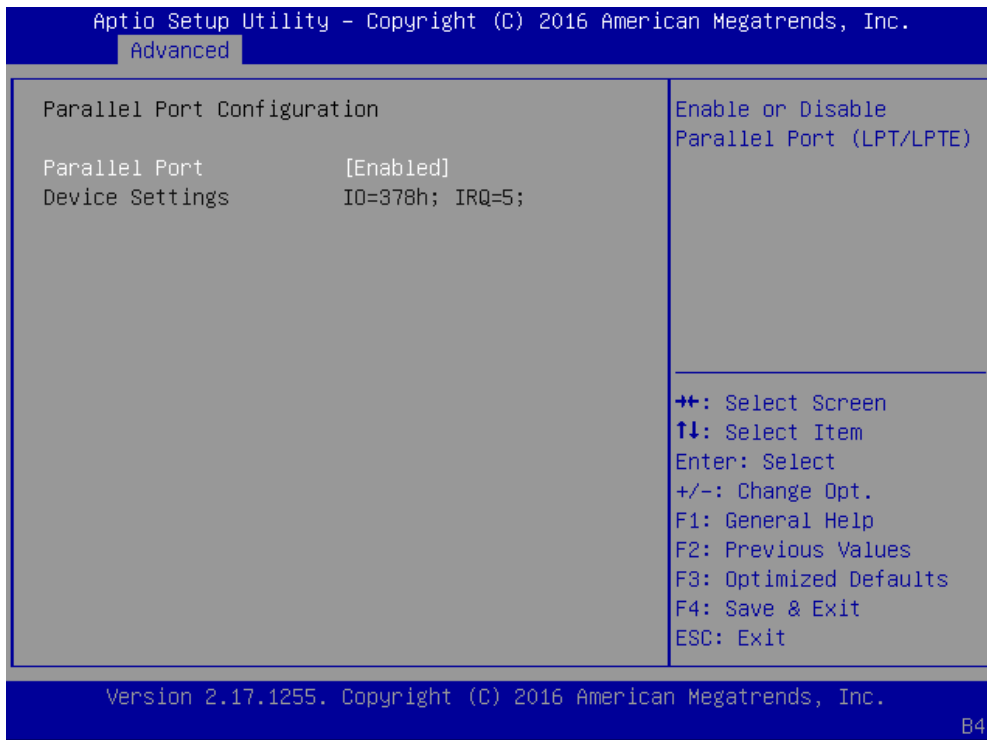 Aptio Setup Utility – Copyright (C) 2016 American Megatrends, Inc.
Advanced
Parallel Port Configuration
Parallel Port [Enabled]
Device Settings IO=378h; IRQ=5;
Enable or Disable
Parallel Port (LPT/LPTE)
→←: Select Screen
↑↓: Select Item
Enter: Select
+/-: Change Opt.
F1: General Help
F2: Previous Values
F3: Optimized Defaults
F4: Save & Exit
ESC: Exit
Version 2.17.1255. Copyright (C) 2016 American Megatrends, Inc.
B4